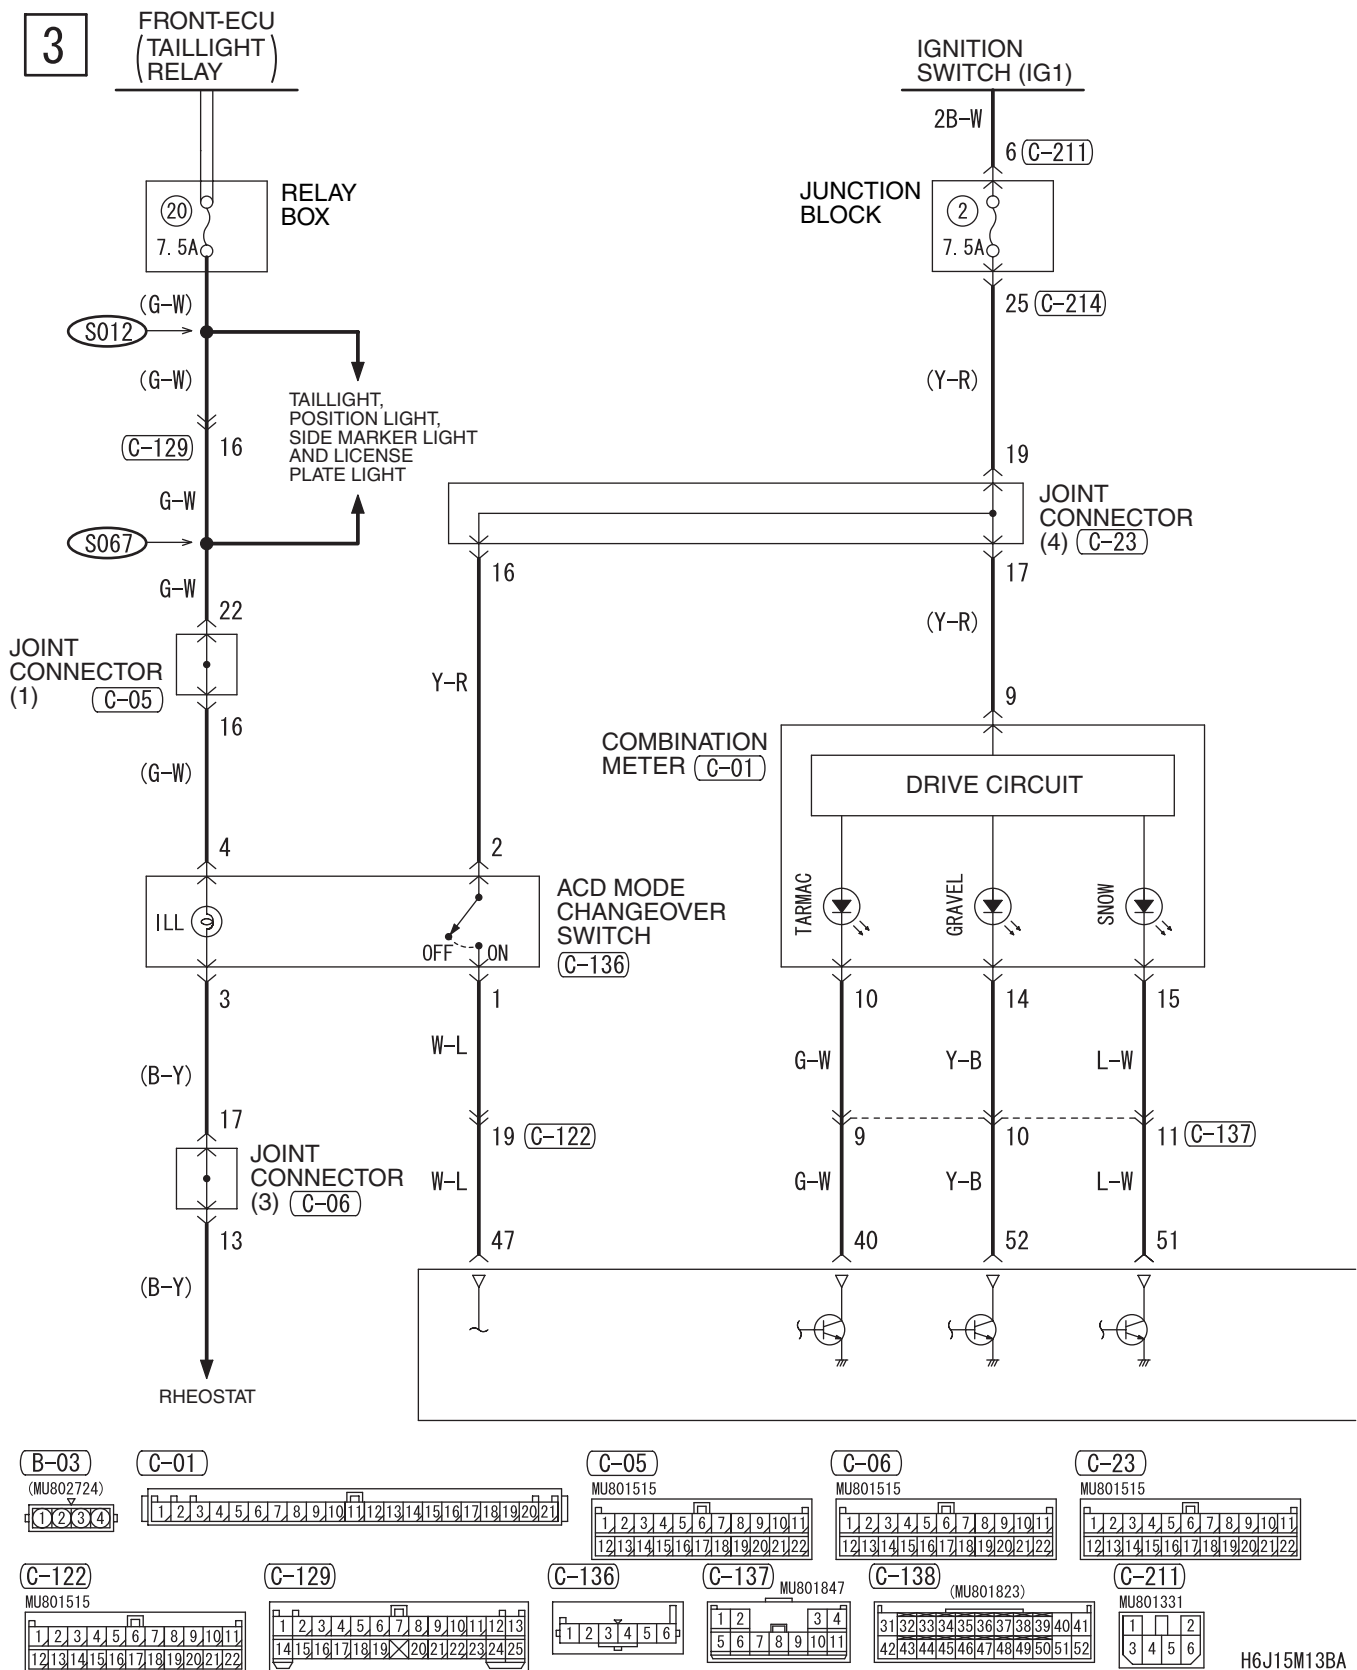 3
FRONT-ECU
(TAILLIGHT
RELAY)
IGNITION
SWITCH (IG1)
2B-W
6 C-211
RELAY
BOX
20
7.5A
JUNCTION
BLOCK
2
7.5A
(G-W)
25 C-214
S012
(G-W)
(Y-R)
TAILLIGHT,
POSITION LIGHT,
SIDE MARKER LIGHT
AND LICENSE
PLATE LIGHT
C-129 16
19
G-W
JOINT
CONNECTOR
(4) C-23
S067
16
17
G-W
22
(Y-R)
JOINT
CONNECTOR
(1) C-05
Y-R
16
9
COMBINATION
METER C-01
(G-W)
DRIVE CIRCUIT
4
2
ILL
OFF
ON
ACD MODE
CHANGEOVER
SWITCH
C-136
TARMAC
GRAVEL
SNOW
3
1
10
14
15
W-L
G-W
Y-B
L-W
(B-Y)
17
19 C-122
9
10
11 C-137
JOINT
CONNECTOR
(3) C-06
W-L
G-W
Y-B
L-W
13
47
40
52
51
(B-Y)
RHEOSTAT
B-03
(MU802724)
1 2 3 4
C-01
1 2 3 4 5 6 7 8 9 10 11 12 13 14 15 16 17 18 19 20 21
C-05
MU801515
1 2 3 4 5 6 7 8 9 10 11
12 13 14 15 16 17 18 19 20 21 22
C-06
MU801515
1 2 3 4 5 6 7 8 9 10 11
12 13 14 15 16 17 18 19 20 21 22
C-23
MU801515
1 2 3 4 5 6 7 8 9 10 11
12 13 14 15 16 17 18 19 20 21 22
C-122
MU801515
1 2 3 4 5 6 7 8 9 10 11
12 13 14 15 16 17 18 19 20 21 22
C-129
1 2 3 4 5 6 7 8 9 10 11 12 13
14 15 16 17 18 19 20 21 22 23 24 25
C-136
1 2 3 4 5 6
C-137
MU801847
1 2 3 4
5 6 7 8 9 10 11
C-138
(MU801823)
31 32 33 34 35 36 37 38 39 40 41
42 43 44 45 46 47 48 49 50 51 52
C-211
MU801331
1 2
3 4 5 6
H6J15M13BA